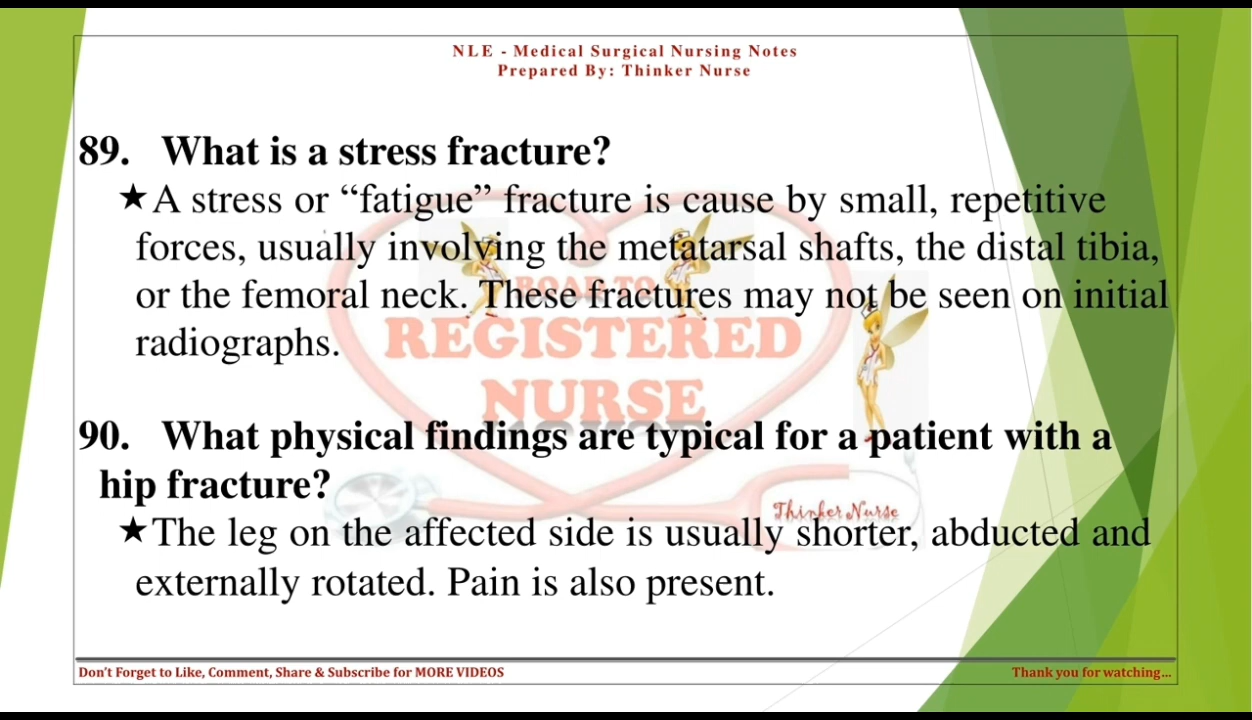 NLE - Medical Surgical Nursing Notes
Prepared By: Thinker Nurse
89. What is a stress fracture?
★A stress or “fatigue” fracture is cause by small, repetitive
forces, usually involving the metatarsal shafts, the distal tibia,
or the femoral neck. These fractures may not be seen on initial
radiographs.
ROAD TO
REGISTERED
NURSE
90. What physical findings are typical for a patient with a
hip fracture?
Thinker Nurse
★The leg on the affected side is usually shorter, abducted and
externally rotated. Pain is also present.
Don't Forget to Like, Comment, Share & Subscribe for MORE VIDEOS
Thank you for watching...